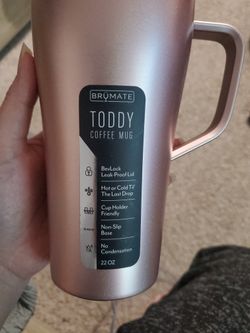 BRÜMATE
TODDY
COFFEE MUG
BevLock
Leak-Proof Lid
Hot or Cold Til
The Last Drop
Cup Holder
Friendly
Non-Slip
Base
No
Condensation
22 OZ